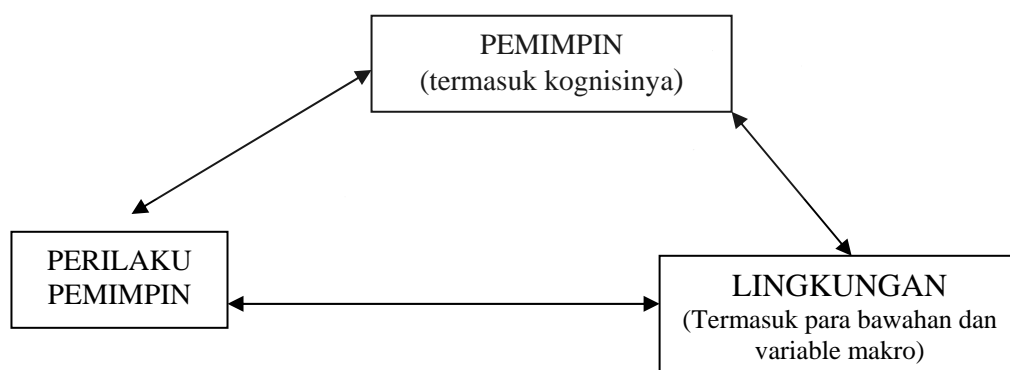 PEMIMPIN
(termasuk kognisinya)
PERILAKU
PEMIMPIN
LINGKUNGAN
(Termasuk para bawahan dan
variable makro)